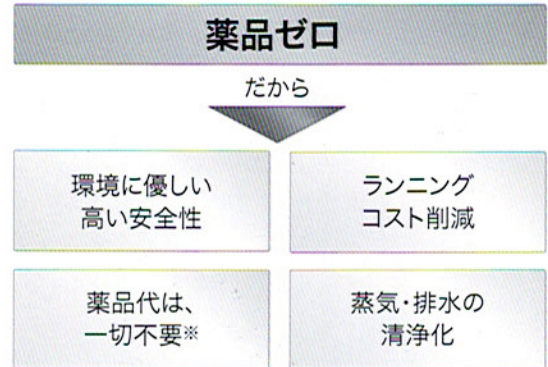 薬品ゼロ
だから
環境に優しい
高い安全性
ランニング
コスト削減
薬品代は、
一切不要※
蒸気・排水の
清浄化